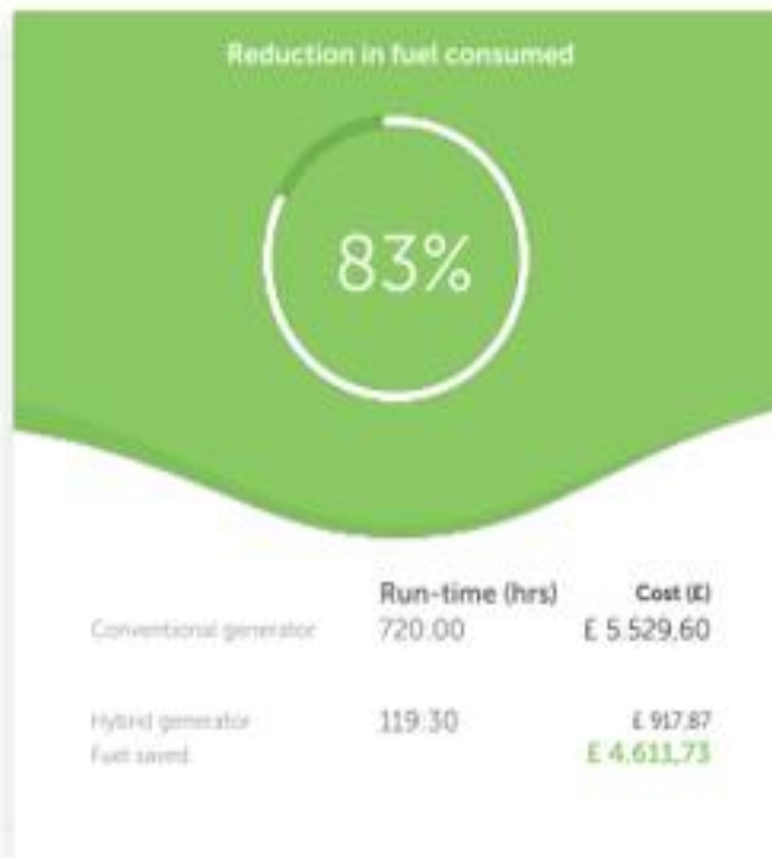 Reduction in fuel consumed
83%
Run-time (hrs) Cost (£)
Conventional generator 720:00 £ 5.529,60
Hybrid generator 119:30 £ 917,87
Fuel saved £ 4.611,73